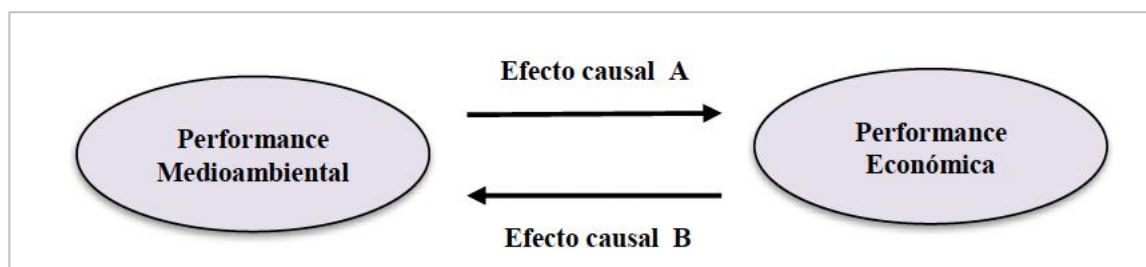 Efecto causal A
Performance
Medioambiental
Performance
Económica
Efecto causal B